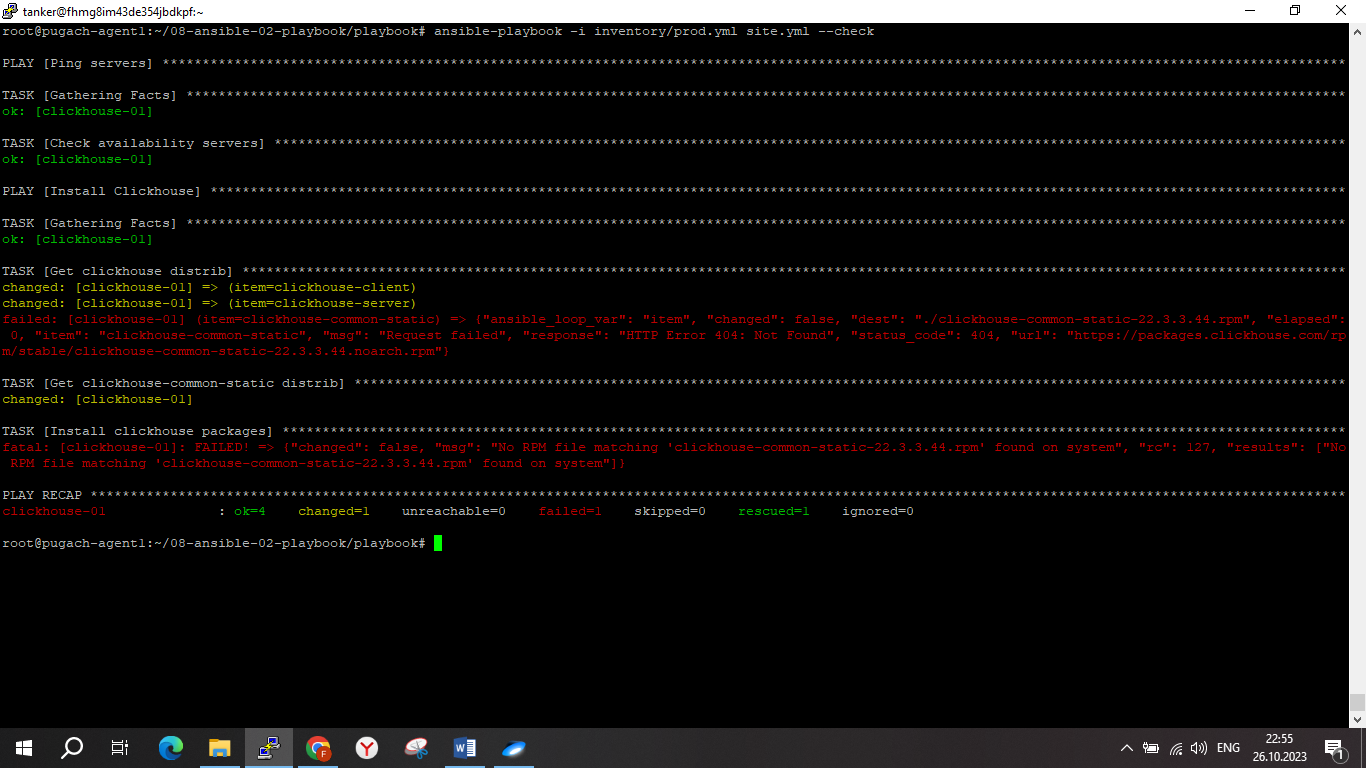 tanker@fhmg8im43de354jbdkpf:~
root@pugach-agent1:~/08-ansible-02-playbook/playbook# ansible-playbook -i inventory/prod.yml site.yml --check
PLAY [Ping servers] ****************************************************************************************************************************************************
TASK [Gathering Facts] *************************************************************************************************************************************************
ok: [clickhouse-01]
TASK [Check availability servers] **************************************************************************************************************************************
ok: [clickhouse-01]
PLAY [Install Clickhouse] **********************************************************************************************************************************************
TASK [Gathering Facts] *************************************************************************************************************************************************
ok: [clickhouse-01]
TASK [Get clickhouse distrib] ******************************************************************************************************************************************
changed: [clickhouse-01] => (item=clickhouse-client)
changed: [clickhouse-01] => (item=clickhouse-server)
failed: [clickhouse-01] (item=clickhouse-common-static) => {"ansible_loop_var": "item", "changed": false, "dest": "./clickhouse-common-static-22.3.3.44.rpm", "elapsed":
 0, "item": "clickhouse-common-static", "msg": "Request failed", "response": "HTTP Error 404: Not Found", "status_code": 404, "url": "https://packages.clickhouse.com/rp
m/stable/clickhouse-common-static-22.3.3.44.noarch.rpm"}
TASK [Get clickhouse-common-static distrib] ****************************************************************************************************************************
changed: [clickhouse-01]
TASK [Install clickhouse packages] *************************************************************************************************************************************
fatal: [clickhouse-01]: FAILED! => {"changed": false, "msg": "No RPM file matching 'clickhouse-common-static-22.3.3.44.rpm' found on system", "rc": 127, "results": ["No
 RPM file matching 'clickhouse-common-static-22.3.3.44.rpm' found on system"]}
PLAY RECAP *************************************************************************************************************************************************************
clickhouse-01              : ok=4    changed=1    unreachable=0    failed=1    skipped=0    rescued=1    ignored=0
root@pugach-agent1:~/08-ansible-02-playbook/playbook#
ENG
22:55
26.10.2023
1